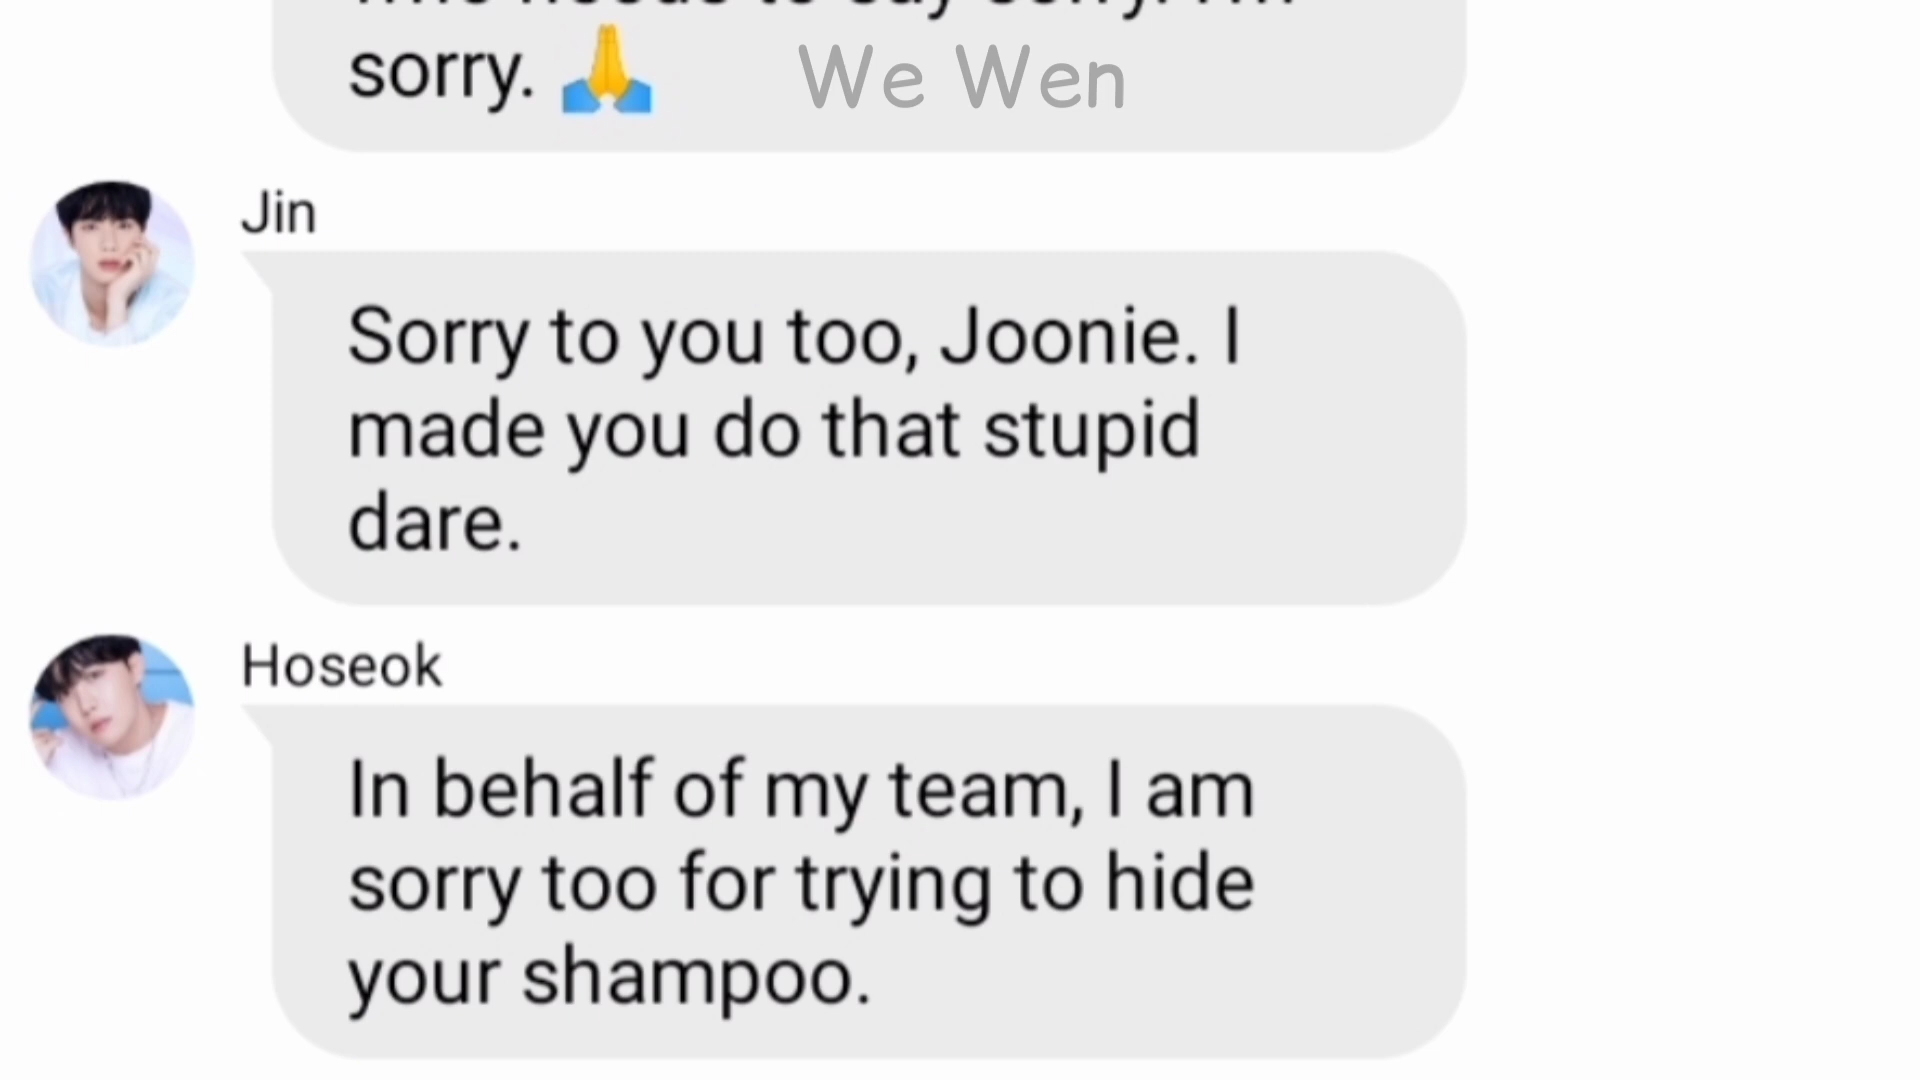 sorry. 🙏 We Wen
Jin
Sorry to you too, Joonie. I
made you do that stupid
dare.
Hoseok
In behalf of my team, I am
sorry too for trying to hide
your shampoo.